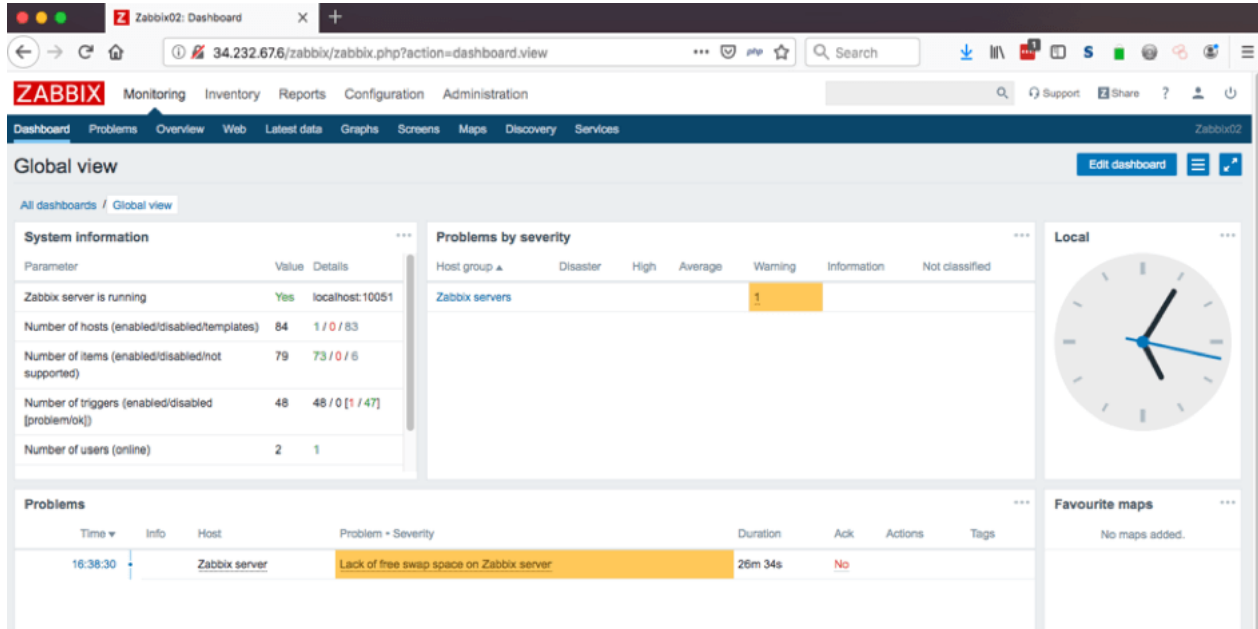 Zabbix02: Dashboard
34.232.67.6/zabbix/zabbix.php?action=dashboard.view
php
Search
1
S
ZABBIX Monitoring Inventory Reports Configuration Administration
Support Z Share ?
Dashboard Problems Overview Web Latest data Graphs Screens Maps Discovery Services Zabbix02
Global view
Edit dashboard
All dashboards / Global view
System information
Parameter Value Details
Zabbix server is running Yes localhost:10051
Number of hosts (enabled/disabled/templates) 84 1 / 0 / 83
Number of items (enabled/disabled/not supported) 79 73 / 0 / 6
Number of triggers (enabled/disabled [problem/ok]) 48 48 / 0 [1 / 47]
Number of users (online) 2 1
Problems by severity
Host group Disaster High Average Warning Information Not classified
Zabbix servers 1
Local
Problems
Time Info Host Problem • Severity Duration Ack Actions Tags
16:38:30 Zabbix server Lack of free swap space on Zabbix server 26m 34s No
Favourite maps
No maps added.